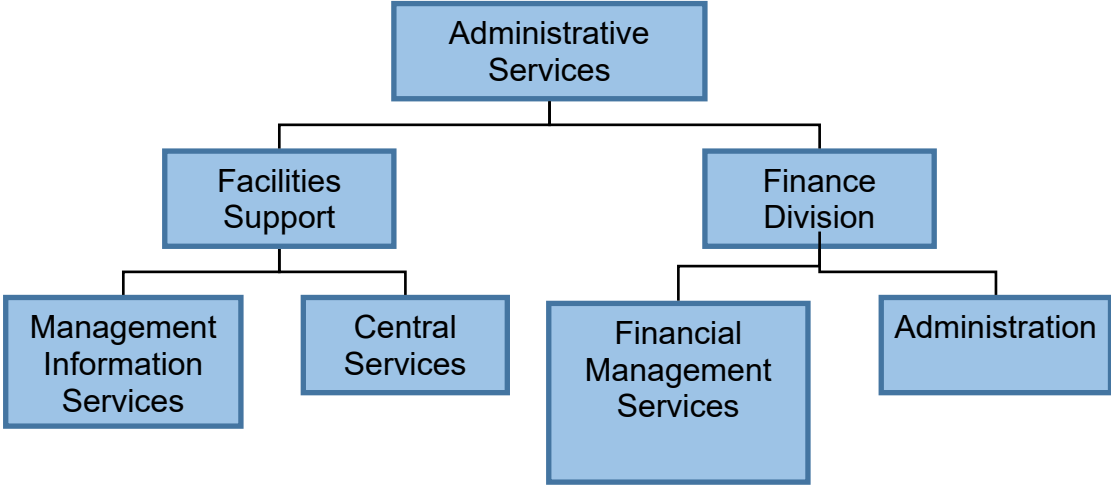 Administrative
Services
Facilities
Support
Finance
Division
Management
Information
Services
Central
Services
Financial
Management
Services
Administration